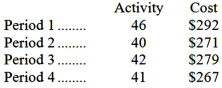 Activity Cost
Period 1 ........ 46 $292
Period 2 ........ 40 $271
Period 3 ........ 42 $279
Period 4 ........ 41 $267